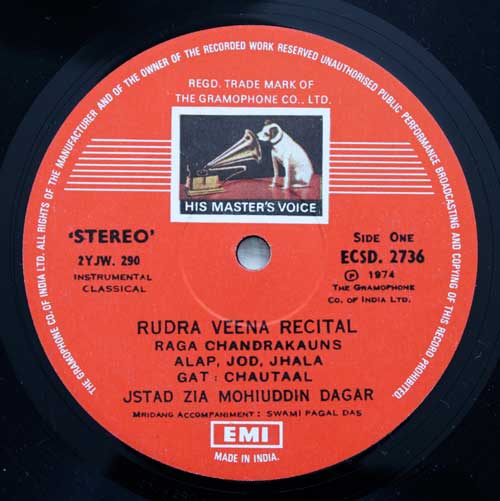 THE GRAMOPHONE CO. OF INDIA LTD. ALL RIGHTS OF THE MANUFACTURER AND OF THE OWNER OF THE RECORDED WORK RESERVED UNAUTHORISED PUBLIC PERFORMANCE BROADCASTING AND COPYING OF THIS RECORD PROHIBITED.
REGD. TRADE MARK OF
THE GRAMOPHONE CO., LTD.
HIS MASTER'S VOICE
'STEREO'
2YJW. 290
INSTRUMENTAL
CLASSICAL
SIDE ONE
ECSD. 2736
℗ 1974
THE GRAMOPHONE
CO. OF INDIA LTD.
RUDRA VEENA RECITAL
RAGA CHANDRAKAUNS
ALAP, JOD, JHALA
GAT : CHAUTAAL
JSTAD ZIA MOHIUDDIN DAGAR
MRIDANG ACCOMPANIMENT : SWAMI PAGAL DAS
EMI
MADE IN INDIA.